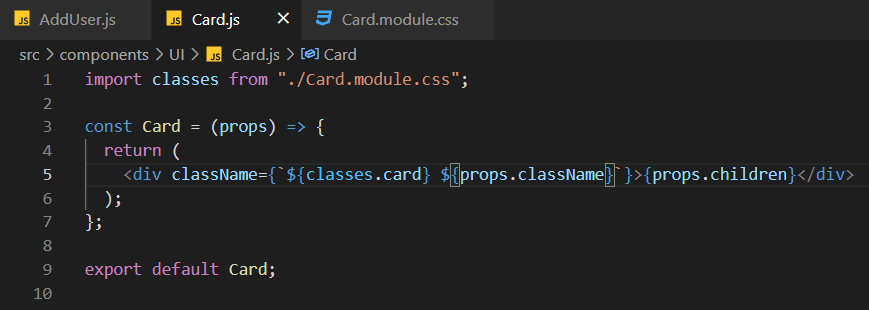 JS AddUser.js JS Card.js × Card.module.css
src > components > UI > JS Card.js > Card
1 import classes from "./Card.module.css";
2
3 const Card = (props) => {
4   return (
5     <div className={`${classes.card} ${props.className}`}>{props.children}</div>
6   );
7 };
8
9 export default Card;
10